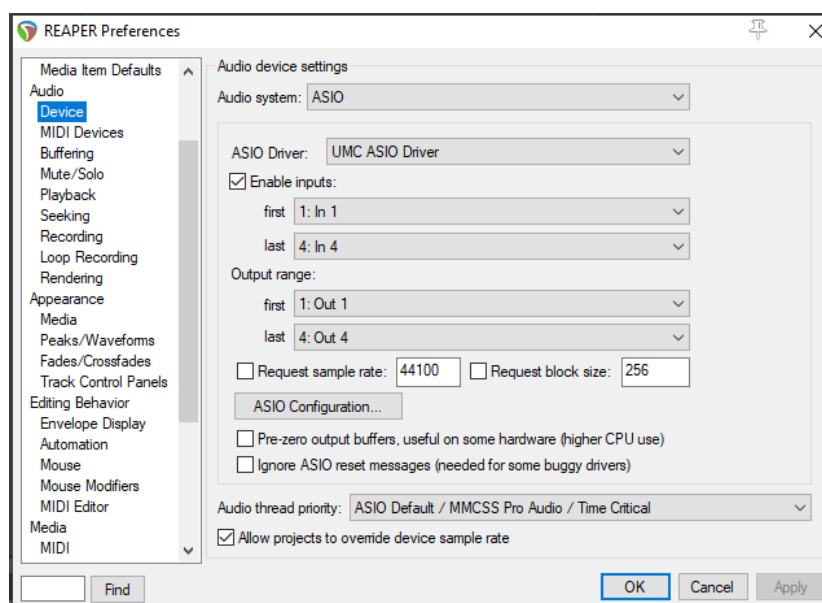 REAPER Preferences
Media Item Defaults
Audio
Device
MIDI Devices
Buffering
Mute/Solo
Playback
Seeking
Recording
Loop Recording
Rendering
Appearance
Media
Peaks/Waveforms
Fades/Crossfades
Track Control Panels
Editing Behavior
Envelope Display
Automation
Mouse
Mouse Modifiers
MIDI Editor
Media
MIDI
Find
Audio device settings
Audio system: ASIO
ASIO Driver: UMC ASIO Driver
Enable inputs:
first 1: In 1
last 4: In 4
Output range:
first 1: Out 1
last 4: Out 4
Request sample rate: 44100 Request block size: 256
ASIO Configuration...
Pre-zero output buffers, useful on some hardware (higher CPU use)
Ignore ASIO reset messages (needed for some buggy drivers)
Audio thread priority: ASIO Default / MMCSS Pro Audio / Time Critical
Allow projects to override device sample rate
OK Cancel Apply